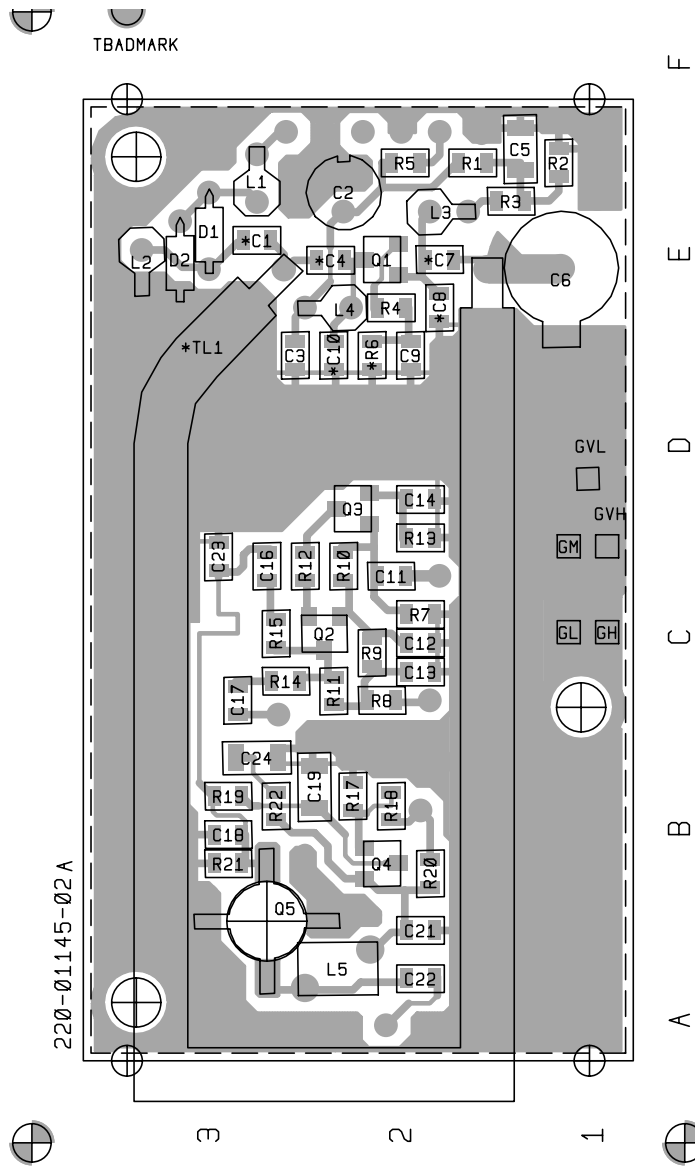 TBADMARK
F
C5
R5
R1
R2
L1
C2
R3
L3
D1
*C1
L2
D2
*C4
Q1
*C7
E
C6
L4
R4
*C8
*TL1
C3
*C10
*R6
C9
D
GVL
C14
Q3
GVH
R13
C23
C16
R12
R10
C11
GM
R7
R15
Q2
C12
GL
GH
C
R9
C13
R14
R11
C17
R8
C24
C19
R19
R22
R17
R18
B
C18
R21
Q4
R20
220-01145-02 A
Q5
C21
L5
C22
A
3
2
1